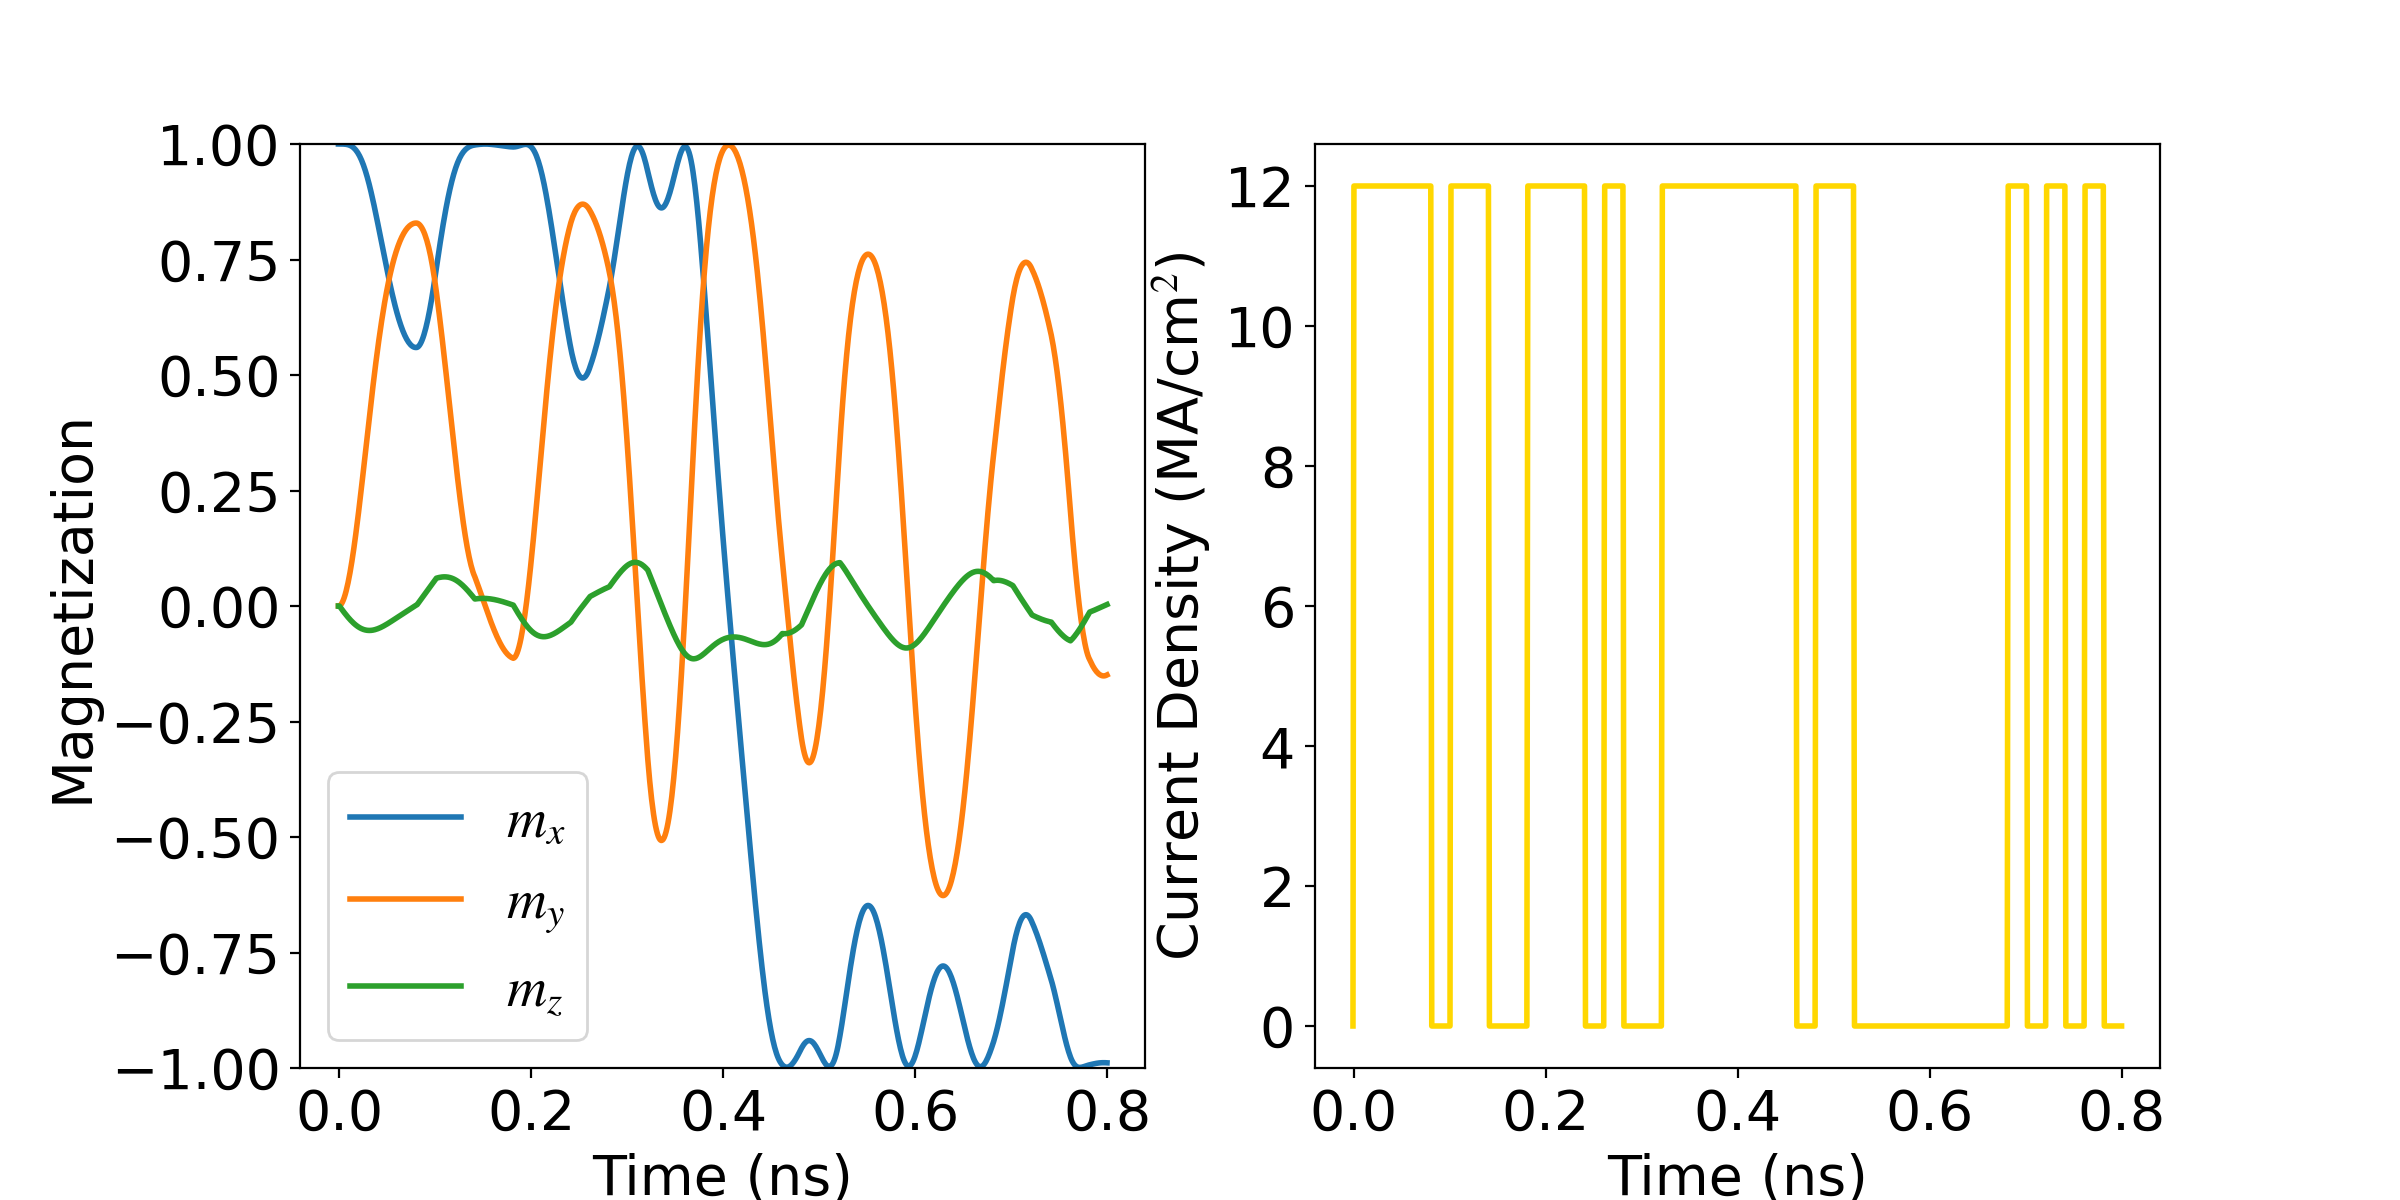 Magnetization
1.00
0.75
0.50
0.25
0.00
−0.25
−0.50
−0.75
−1.00
m_x
m_y
m_z
0.0 0.2 0.4 0.6 0.8
Time (ns)
Current Density (MA/cm²)
12
10
8
6
4
2
0
0.0 0.2 0.4 0.6 0.8
Time (ns)